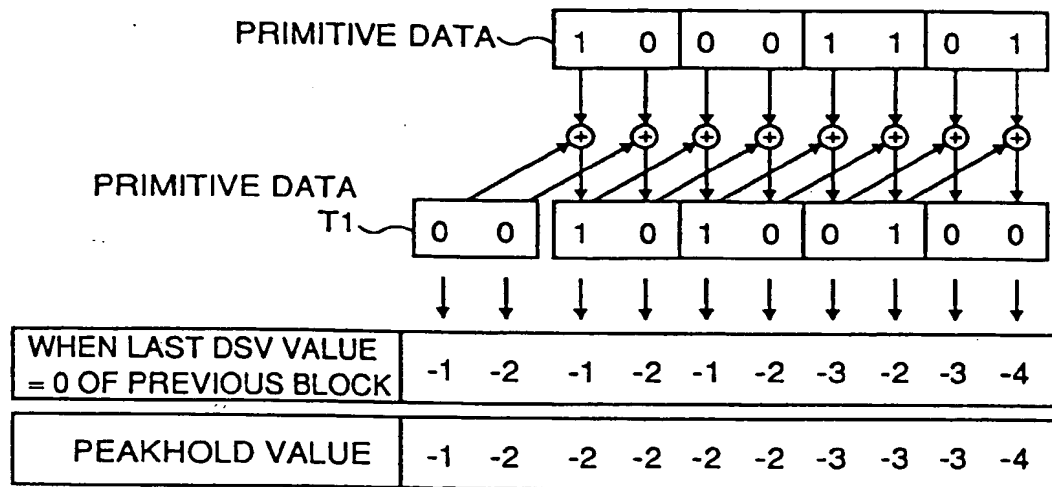 PRIMITIVE DATA 1 0 0 0 1 1 0 1
PRIMITIVE DATA
T1 0 0 1 0 1 0 0 1 0 0
WHEN LAST DSV VALUE
= 0 OF PREVIOUS BLOCK -1 -2 -1 -2 -1 -2 -3 -2 -3 -4
PEAKHOLD VALUE -1 -2 -2 -2 -2 -2 -3 -3 -3 -4